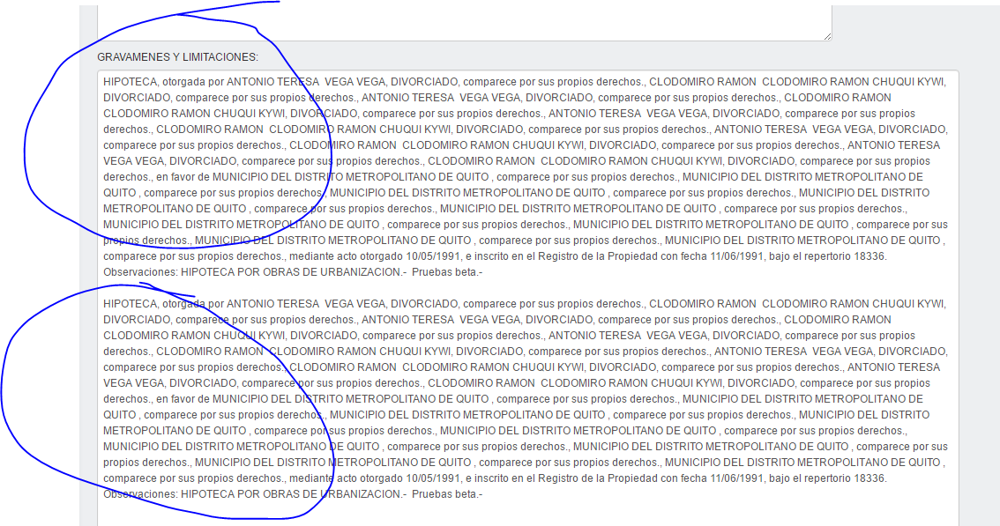 GRAVAMENES Y LIMITACIONES:
HIPOTECA, otorgada por ANTONIO TERESA  VEGA VEGA, DIVORCIADO, comparece por sus propios derechos., CLODOMIRO RAMON  CLODOMIRO RAMON CHUQUI KYWI,
DIVORCIADO, comparece por sus propios derechos., ANTONIO TERESA  VEGA VEGA, DIVORCIADO, comparece por sus propios derechos., CLODOMIRO RAMON
CLODOMIRO RAMON CHUQUI KYWI, DIVORCIADO, comparece por sus propios derechos., ANTONIO TERESA  VEGA VEGA, DIVORCIADO, comparece por sus propios
derechos., CLODOMIRO RAMON  CLODOMIRO RAMON CHUQUI KYWI, DIVORCIADO, comparece por sus propios derechos., ANTONIO TERESA  VEGA VEGA, DIVORCIADO,
comparece por sus propios derechos., CLODOMIRO RAMON  CLODOMIRO RAMON CHUQUI KYWI, DIVORCIADO, comparece por sus propios derechos., ANTONIO TERESA
VEGA VEGA, DIVORCIADO, comparece por sus propios derechos., CLODOMIRO RAMON  CLODOMIRO RAMON CHUQUI KYWI, DIVORCIADO, comparece por sus propios
derechos., en favor de MUNICIPIO DEL DISTRITO METROPOLITANO DE QUITO , comparece por sus propios derechos., MUNICIPIO DEL DISTRITO METROPOLITANO DE
QUITO , comparece por sus propios derechos., MUNICIPIO DEL DISTRITO METROPOLITANO DE QUITO , comparece por sus propios derechos., MUNICIPIO DEL DISTRITO
METROPOLITANO DE QUITO , comparece por sus propios derechos., MUNICIPIO DEL DISTRITO METROPOLITANO DE QUITO , comparece por sus propios derechos.,
MUNICIPIO DEL DISTRITO METROPOLITANO DE QUITO , comparece por sus propios derechos., MUNICIPIO DEL DISTRITO METROPOLITANO DE QUITO , comparece por sus
propios derechos., MUNICIPIO DEL DISTRITO METROPOLITANO DE QUITO , comparece por sus propios derechos., MUNICIPIO DEL DISTRITO METROPOLITANO DE QUITO ,
comparece por sus propios derechos., mediante acto otorgado 10/05/1991, e inscrito en el Registro de la Propiedad con fecha 11/06/1991, bajo el repertorio 18336.
Observaciones: HIPOTECA POR OBRAS DE URBANIZACION.-  Pruebas beta.-
HIPOTECA, otorgada por ANTONIO TERESA  VEGA VEGA, DIVORCIADO, comparece por sus propios derechos., CLODOMIRO RAMON  CLODOMIRO RAMON CHUQUI KYWI,
DIVORCIADO, comparece por sus propios derechos., ANTONIO TERESA  VEGA VEGA, DIVORCIADO, comparece por sus propios derechos., CLODOMIRO RAMON
CLODOMIRO RAMON CHUQUI KYWI, DIVORCIADO, comparece por sus propios derechos., ANTONIO TERESA  VEGA VEGA, DIVORCIADO, comparece por sus propios
derechos., CLODOMIRO RAMON  CLODOMIRO RAMON CHUQUI KYWI, DIVORCIADO, comparece por sus propios derechos., ANTONIO TERESA  VEGA VEGA, DIVORCIADO,
comparece por sus propios derechos., CLODOMIRO RAMON  CLODOMIRO RAMON CHUQUI KYWI, DIVORCIADO, comparece por sus propios derechos., ANTONIO TERESA
VEGA VEGA, DIVORCIADO, comparece por sus propios derechos., CLODOMIRO RAMON  CLODOMIRO RAMON CHUQUI KYWI, DIVORCIADO, comparece por sus propios
derechos., en favor de MUNICIPIO DEL DISTRITO METROPOLITANO DE QUITO , comparece por sus propios derechos., MUNICIPIO DEL DISTRITO METROPOLITANO DE
QUITO , comparece por sus propios derechos., MUNICIPIO DEL DISTRITO METROPOLITANO DE QUITO , comparece por sus propios derechos., MUNICIPIO DEL DISTRITO
METROPOLITANO DE QUITO , comparece por sus propios derechos., MUNICIPIO DEL DISTRITO METROPOLITANO DE QUITO , comparece por sus propios derechos.,
MUNICIPIO DEL DISTRITO METROPOLITANO DE QUITO , comparece por sus propios derechos., MUNICIPIO DEL DISTRITO METROPOLITANO DE QUITO , comparece por sus
propios derechos., MUNICIPIO DEL DISTRITO METROPOLITANO DE QUITO , comparece por sus propios derechos., MUNICIPIO DEL DISTRITO METROPOLITANO DE QUITO ,
comparece por sus propios derechos., mediante acto otorgado 10/05/1991, e inscrito en el Registro de la Propiedad con fecha 11/06/1991, bajo el repertorio 18336.
Observaciones: HIPOTECA POR OBRAS DE URBANIZACION.-  Pruebas beta.-